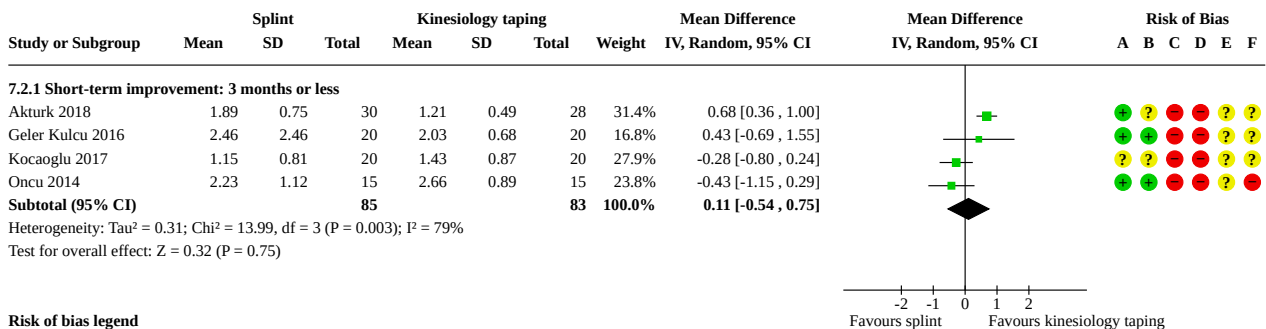 Splint Kinesiology taping Mean Difference Mean Difference Risk of Bias
Study or Subgroup Mean SD Total Mean SD Total Weight IV, Random, 95% CI IV, Random, 95% CI A B C D E F
7.2.1 Short-term improvement: 3 months or less
Akturk 2018 1.89 0.75 30 1.21 0.49 28 31.4% 0.68 [0.36 , 1.00] + ? − − ? ?
Geler Kulcu 2016 2.46 2.46 20 2.03 0.68 20 16.8% 0.43 [-0.69 , 1.55] + + − − ? ?
Kocaoglu 2017 1.15 0.81 20 1.43 0.87 20 27.9% -0.28 [-0.80 , 0.24] ? ? − − ? ?
Oncu 2014 2.23 1.12 15 2.66 0.89 15 23.8% -0.43 [-1.15 , 0.29] + + − − ? −
Subtotal (95% CI) 85 83 100.0% 0.11 [-0.54 , 0.75]
Heterogeneity: Tau² = 0.31; Chi² = 13.99, df = 3 (P = 0.003); I² = 79%
Test for overall effect: Z = 0.32 (P = 0.75)
-2 -1 0 1 2
Favours splint Favours kinesiology taping
Risk of bias legend